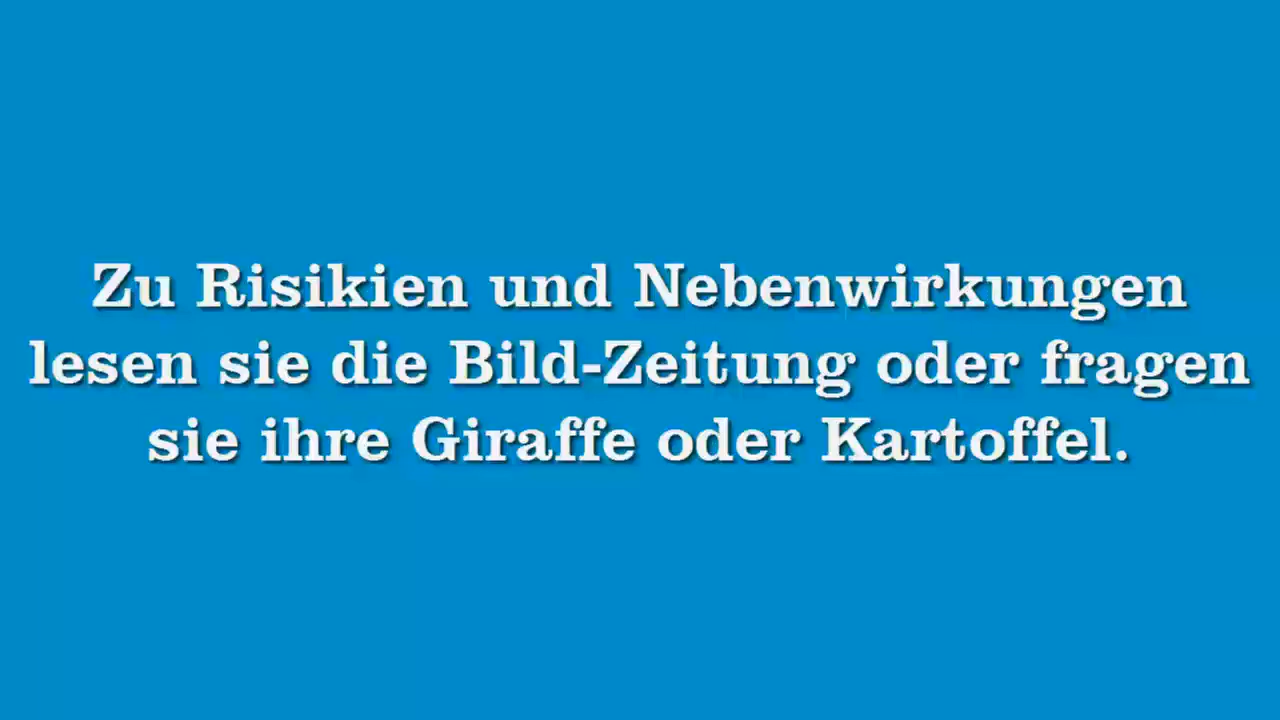 Zu Risikien und Nebenwirkungen
lesen sie die Bild-Zeitung oder fragen
sie ihre Giraffe oder Kartoffel.